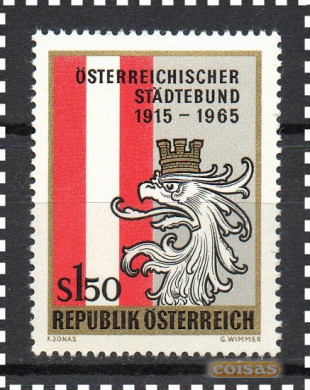 ÖSTERREICHISCHER
STÄDTEBUND
1915 - 1965
s1.50
REPUBLIK ÖSTERREICH
K.JONAS G. WIMMER
coisas